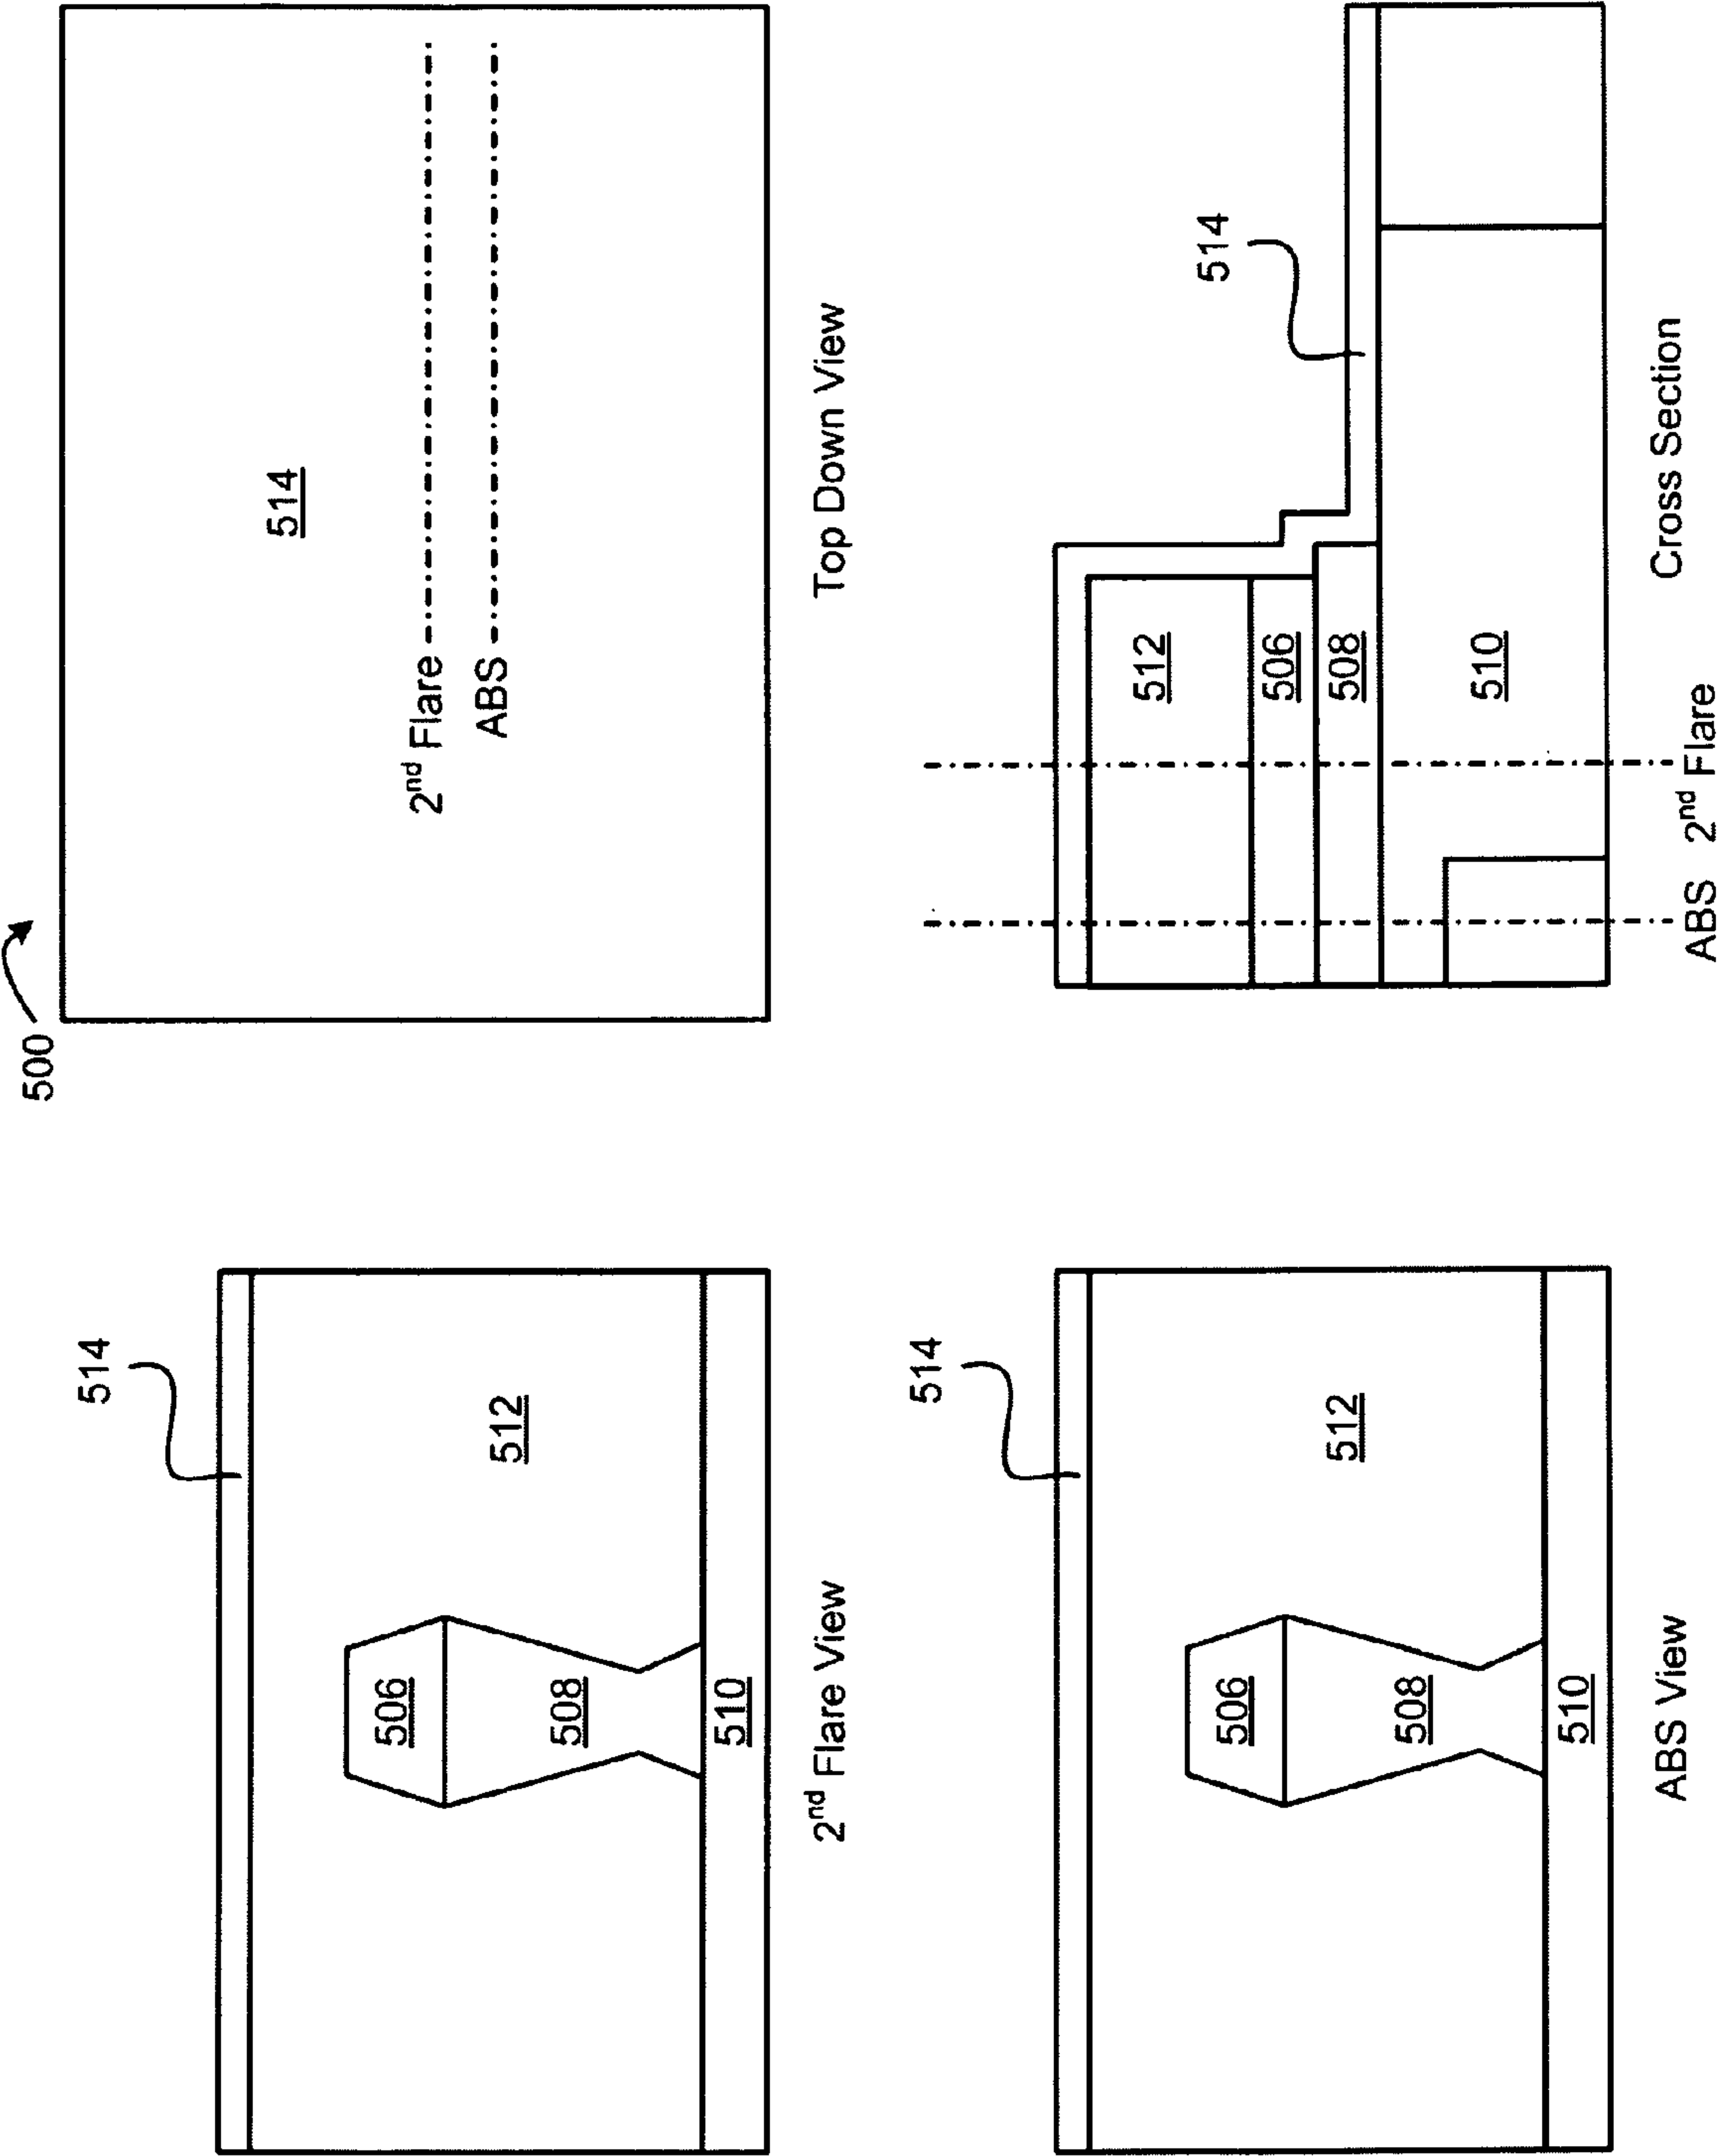 500
514
2nd Flare
ABS
Top Down View
514
512
506
508
510
2nd Flare View
514
512
506
508
510
ABS 2nd Flare
Cross Section
514
512
506
508
510
ABS View